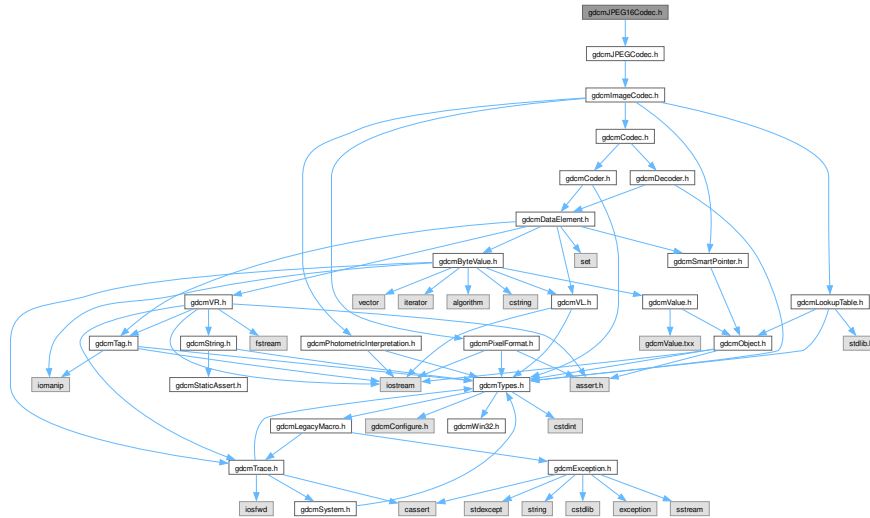 gdcmJPEG16Codec.h
gdcmJPEGCodec.h
gdcmImageCodec.h
gdcmCodec.h
gdcmCoder.h
gdcmDecoder.h
gdcmDataElement.h
gdcmByteValue.h
set
gdcmSmartPointer.h
gdcmVR.h
vector
iterator
algorithm
cstring
gdcmVL.h
gdcmValue.h
gdcmLookupTable.h
gdcmTag.h
gdcmString.h
fstream
gdcmPhotometricInterpretation.h
gdcmPixelFormat.h
gdcmValue.txx
gdcmObject.h
stdlib.h
iomanip
gdcmStaticAssert.h
iostream
gdcmTypes.h
assert.h
gdcmLegacyMacro.h
gdcmConfigure.h
gdcmWin32.h
cstdint
gdcmTrace.h
gdcmException.h
iosfwd
gdcmSystem.h
cassert
stdexcept
string
cstdlib
exception
sstream